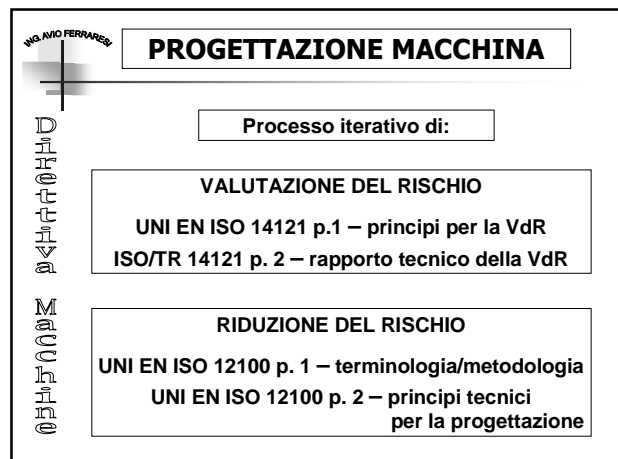 ING. AVIO FERRARESI
PROGETTAZIONE MACCHINA
Direttiva Macchine
Processo iterativo di:
VALUTAZIONE DEL RISCHIO
UNI EN ISO 14121 p.1 – principi per la VdR
ISO/TR 14121 p. 2 – rapporto tecnico della VdR
RIDUZIONE DEL RISCHIO
UNI EN ISO 12100 p. 1 – terminologia/metodologia
UNI EN ISO 12100 p. 2 – principi tecnici
per la progettazione